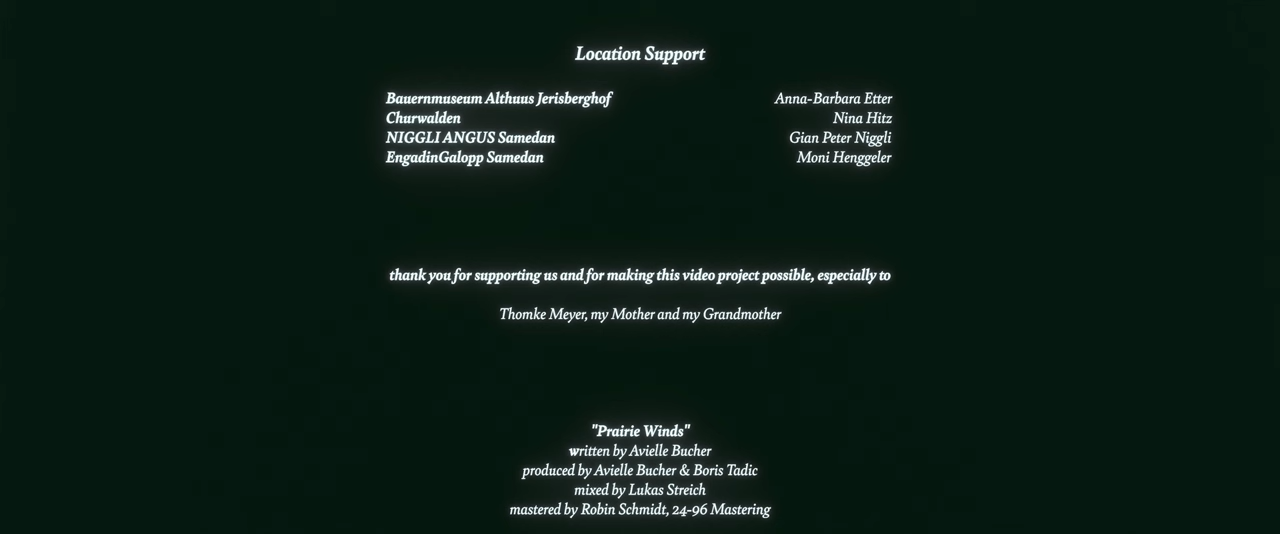 Location Support
Bauernmuseum Althuus Jerisberghof Anna-Barbara Etter
Churwalden Nina Hitz
NIGGLI ANGUS Samedan Gian Peter Niggli
EngadinGalopp Samedan Moni Henggeler
thank you for supporting us and for making this video project possible, especially to
Thomke Meyer, my Mother and my Grandmother
"Prairie Winds"
written by Avielle Bucher
produced by Avielle Bucher & Boris Tadic
mixed by Lukas Streich
mastered by Robin Schmidt, 24-96 Mastering